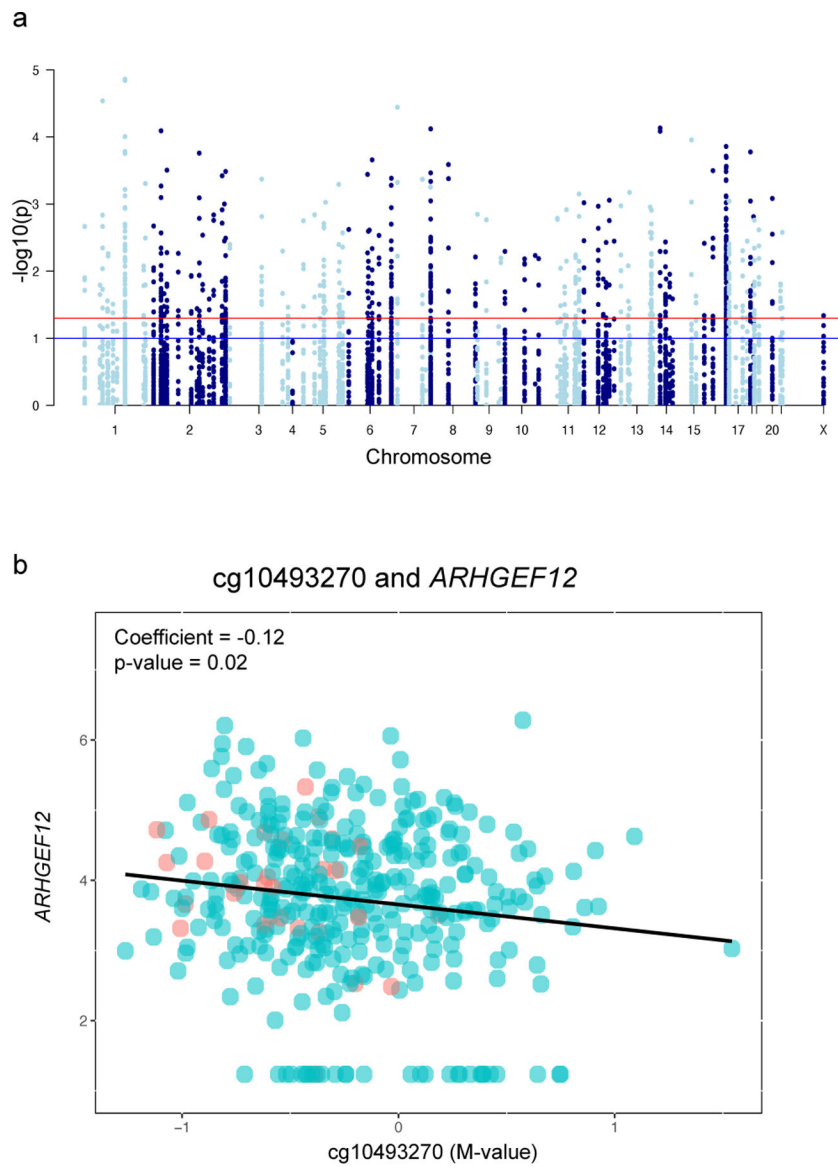 a
5
4
3
2
1
0
-log10(p)
1 2 3 4 5 6 7 8 9 10 11 12 13 14 15 17 20 X
Chromosome
b
cg10493270 and ARHGEF12
Coefficient = -0.12
p-value = 0.02
6
4
2
ARHGEF12
−1 0 1
cg10493270 (M-value)